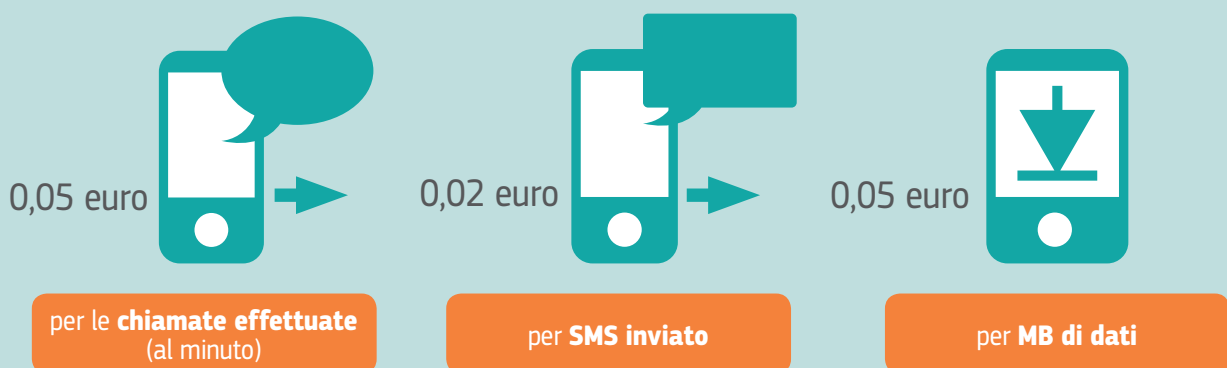 0,05 euro
0,02 euro
0,05 euro
per le chiamate effettuate
(al minuto)
per SMS inviato
per MB di dati